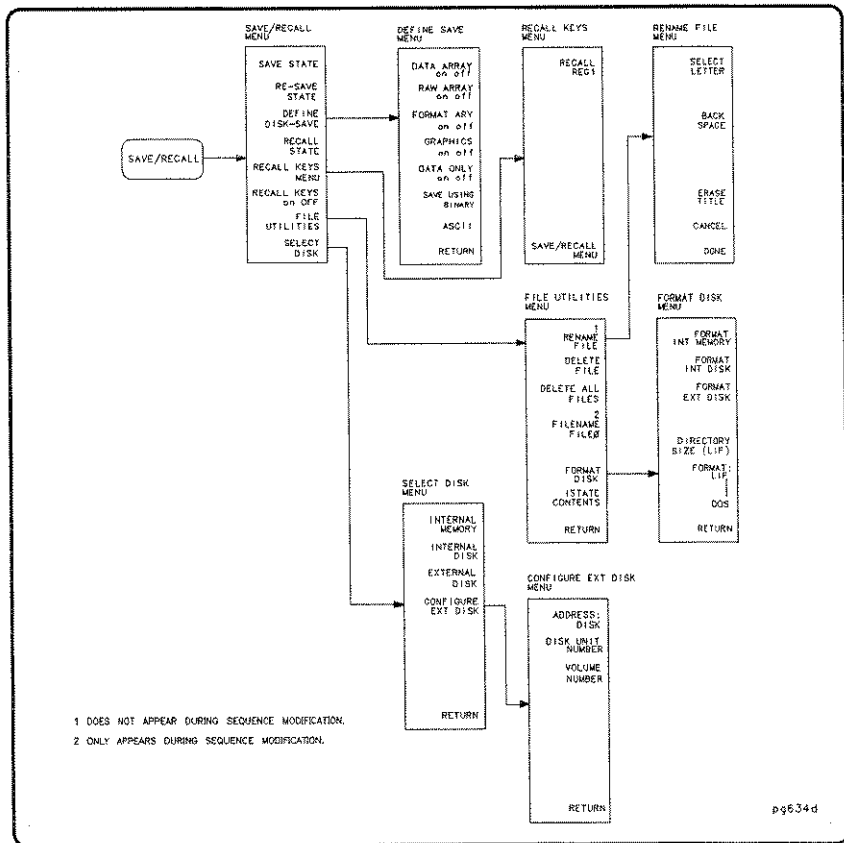 SAVE/RECALL
SAVE/RECALL
MENU
SAVE STATE
RE-SAVE
STATE
DEFINE
DISK-SAVE
RECALL
STATE
RECALL KEYS
MENU
RECALL KEYS
on OFF
FILE
UTILITIES
SELECT
DISK
DEFINE SAVE
MENU
DATA ARRAY
on off
RAW ARRAY
on off
FORMAT ARY
on off
GRAPHICS
on off
DATA ONLY
on off
SAVE USING
BINARY
ASCII
RETURN
RECALL KEYS
MENU
RECALL
REG1
SAVE/RECALL
MENU
RENAME FILE
MENU
SELECT
LETTER
BACK
SPACE
ERASE
TITLE
CANCEL
DONE
FILE UTILITIES
MENU
1
RENAME
FILE
DELETE
FILE
DELETE ALL
FILES
2
FILENAME
FILE0
FORMAT
DISK
ISTATE
CONTENTS
RETURN
FORMAT DISK
MENU
FORMAT
INT MEMORY
FORMAT
INT DISK
FORMAT
EXT DISK
DIRECTORY
SIZE (LIF)
FORMAT:
LIF
DOS
RETURN
SELECT DISK
MENU
INTERNAL
MEMORY
INTERNAL
DISK
EXTERNAL
DISK
CONFIGURE
EXT DISK
RETURN
CONFIGURE EXT DISK
MENU
ADDRESS:
DISK
DISK UNIT
NUMBER
VOLUME
NUMBER
RETURN
1 DOES NOT APPEAR DURING SEQUENCE MODIFICATION.
2 ONLY APPEARS DURING SEQUENCE MODIFICATION.
pg634d